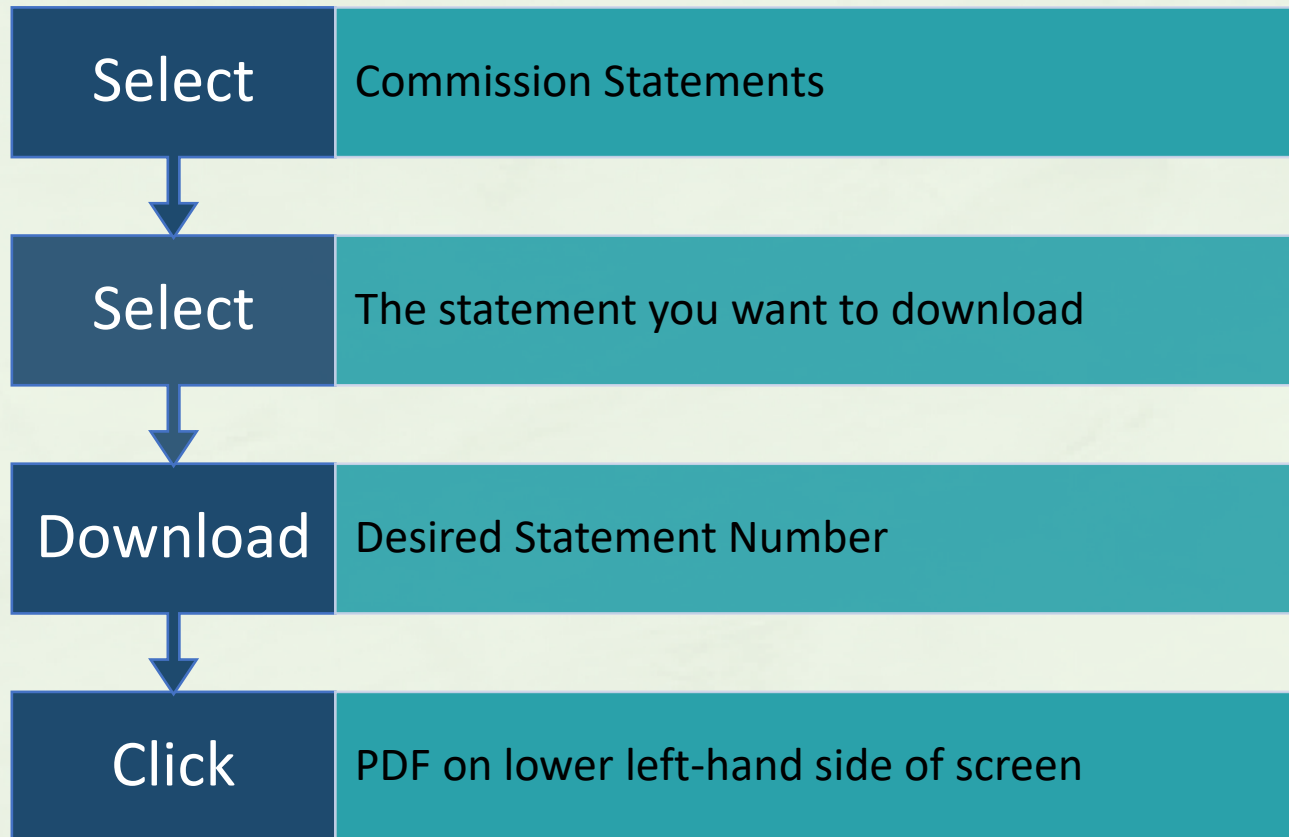 Select
Commission Statements
Select
The statement you want to download
Download
Desired Statement Number
Click
PDF on lower left-hand side of screen